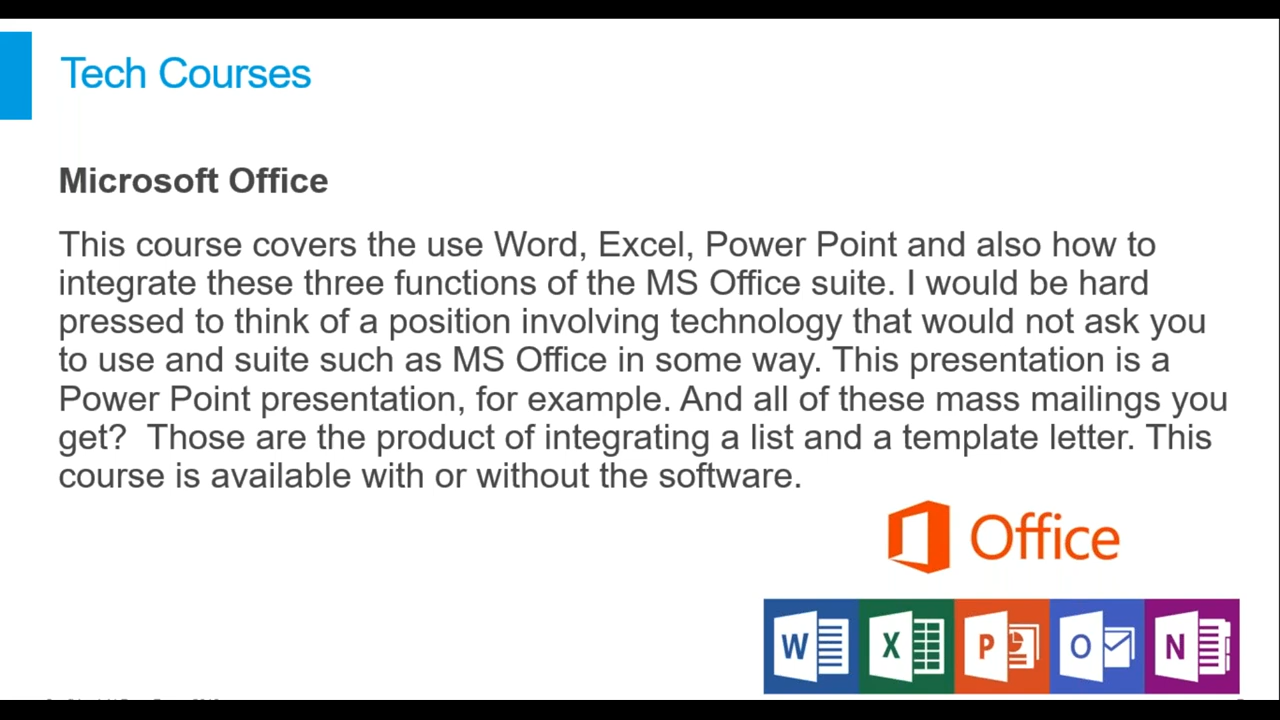 Tech Courses
Microsoft Office
This course covers the use Word, Excel, Power Point and also how to
integrate these three functions of the MS Office suite. I would be hard
pressed to think of a position involving technology that would not ask you
to use and suite such as MS Office in some way. This presentation is a
Power Point presentation, for example. And all of these mass mailings you
get?  Those are the product of integrating a list and a template letter. This
course is available with or without the software.
Office
W X P O N